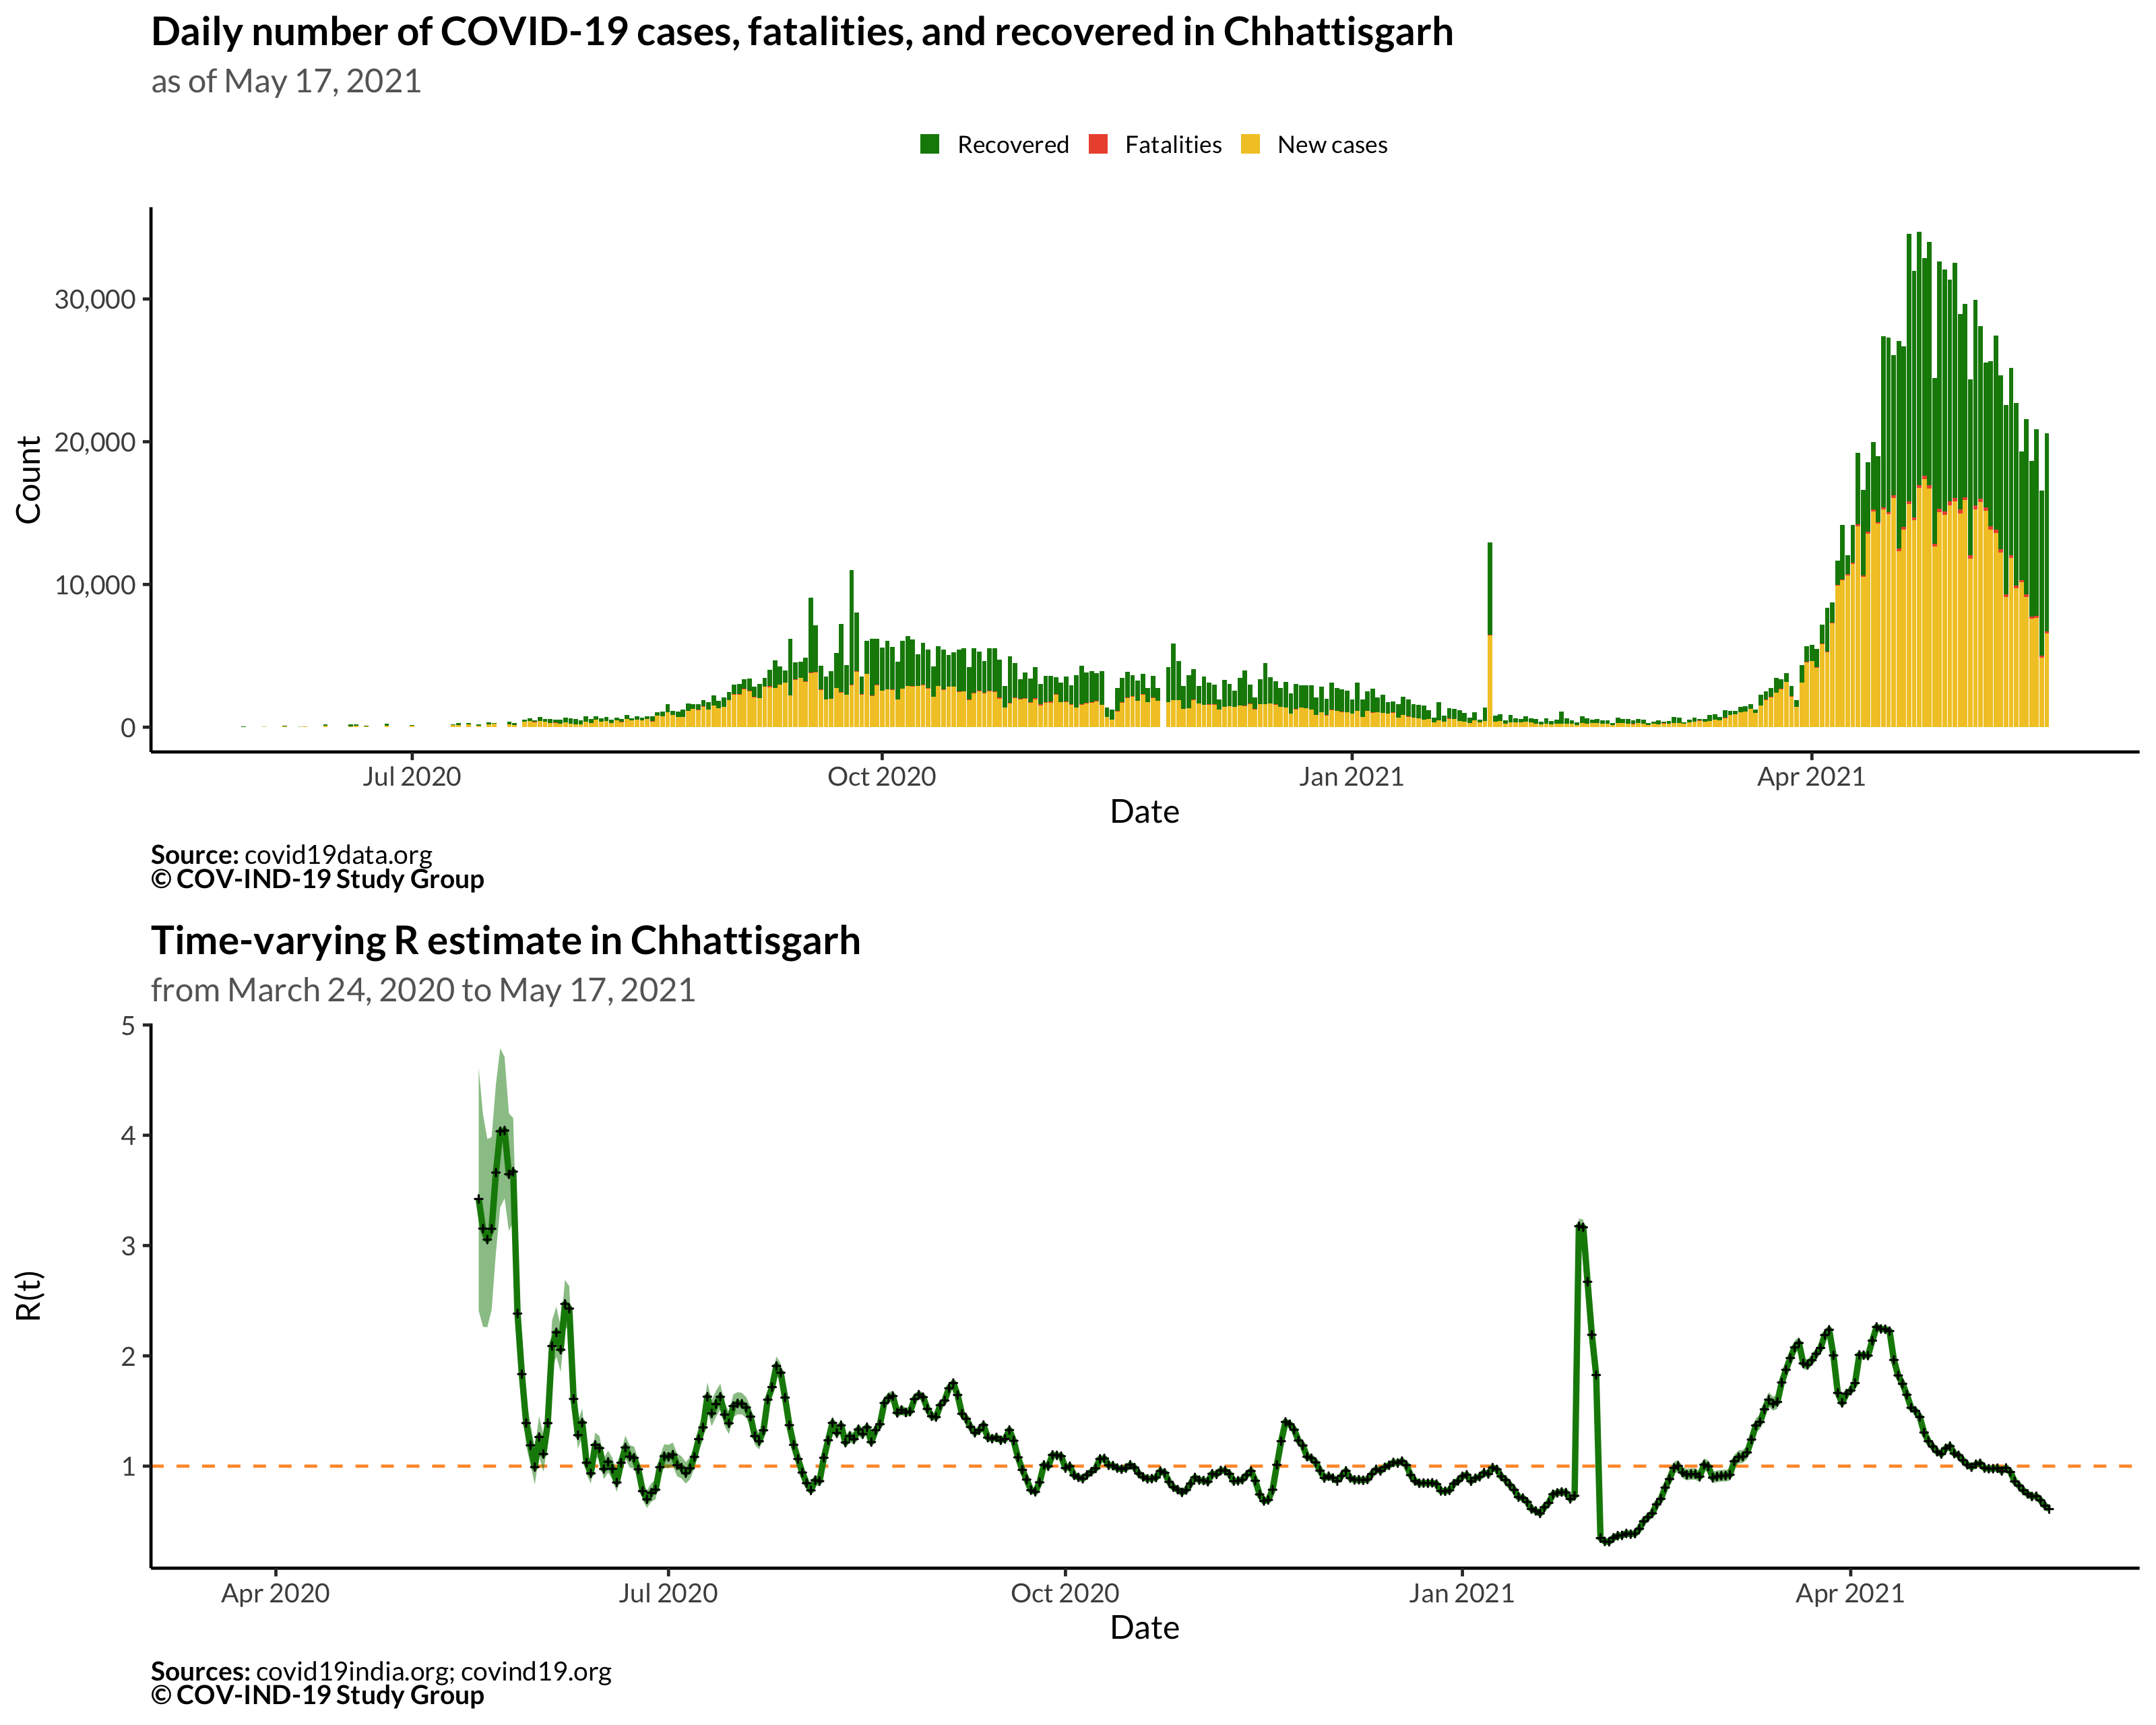 Daily number of COVID-19 cases, fatalities, and recovered in Chhattisgarh
as of May 17, 2021
Recovered Fatalities New cases
Count
30,000
20,000
10,000
0
Jul 2020 Oct 2020 Jan 2021 Apr 2021
Date
Source: covid19data.org
© COV-IND-19 Study Group
Time-varying R estimate in Chhattisgarh
from March 24, 2020 to May 17, 2021
R(t)
5
4
3
2
1
Apr 2020 Jul 2020 Oct 2020 Jan 2021 Apr 2021
Date
Sources: covid19india.org; covind19.org
© COV-IND-19 Study Group